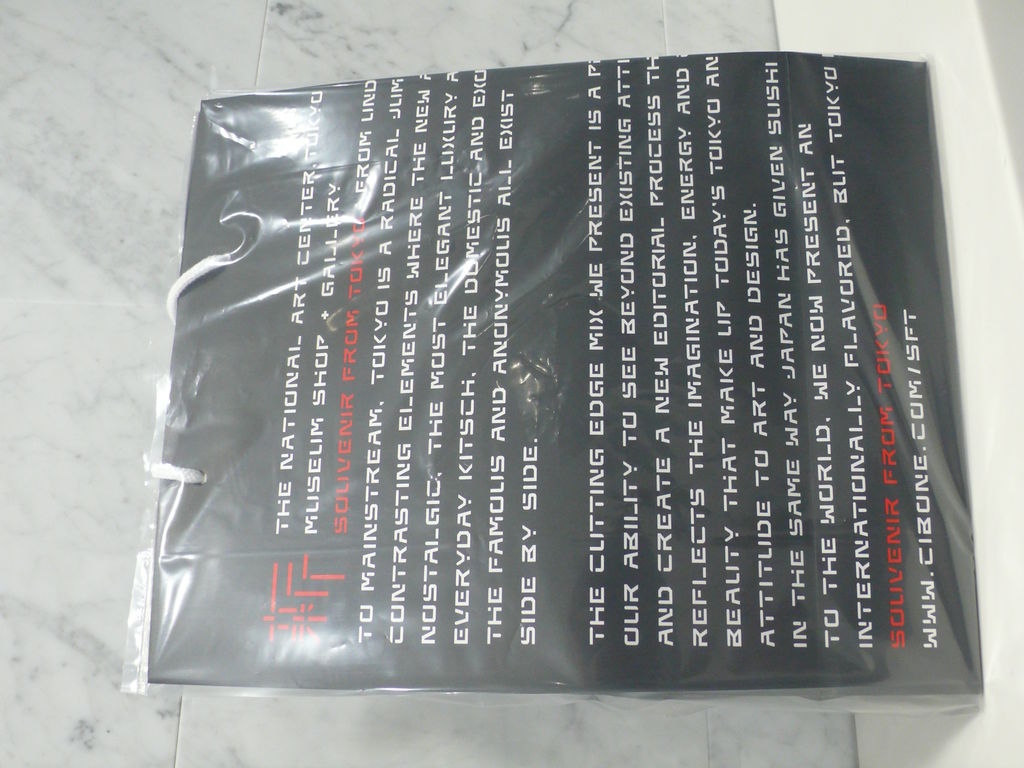 THE NATIONAL ART CENTER, TOKYO
MUSEUM SHOP + GALLERY
SOUVENIR FROM TOKYO FROM UND
TO MAINSTREAM, TOKYO IS A RADICAL JUM
CONTRASTING ELEMENTS WHERE THE NEW A
NOSTALGIC, THE MOST ELEGANT LUXURY A
EVERYDAY KITSCH, THE DOMESTIC AND EXO
THE FAMOUS AND ANONYMOUS ALL EXIST
SIDE BY SIDE.
THE CUTTING EDGE MIX WE PRESENT IS A P
OUR ABILITY TO SEE BEYOND EXISTING ATTI
AND CREATE A NEW EDITORIAL PROCESS TH
REFLECTS THE IMAGINATION, ENERGY AND
BEAUTY THAT MAKE UP TODAY'S TOKYO AN
ATTITUDE TO ART AND DESIGN.
IN THE SAME WAY JAPAN HAS GIVEN SUSHI
TO THE WORLD, WE NOW PRESENT AN
INTERNATIONALLY FLAVORED, BUT TOKYO
SOUVENIR FROM TOKYO
WWW.CIBONE.COM/SFT